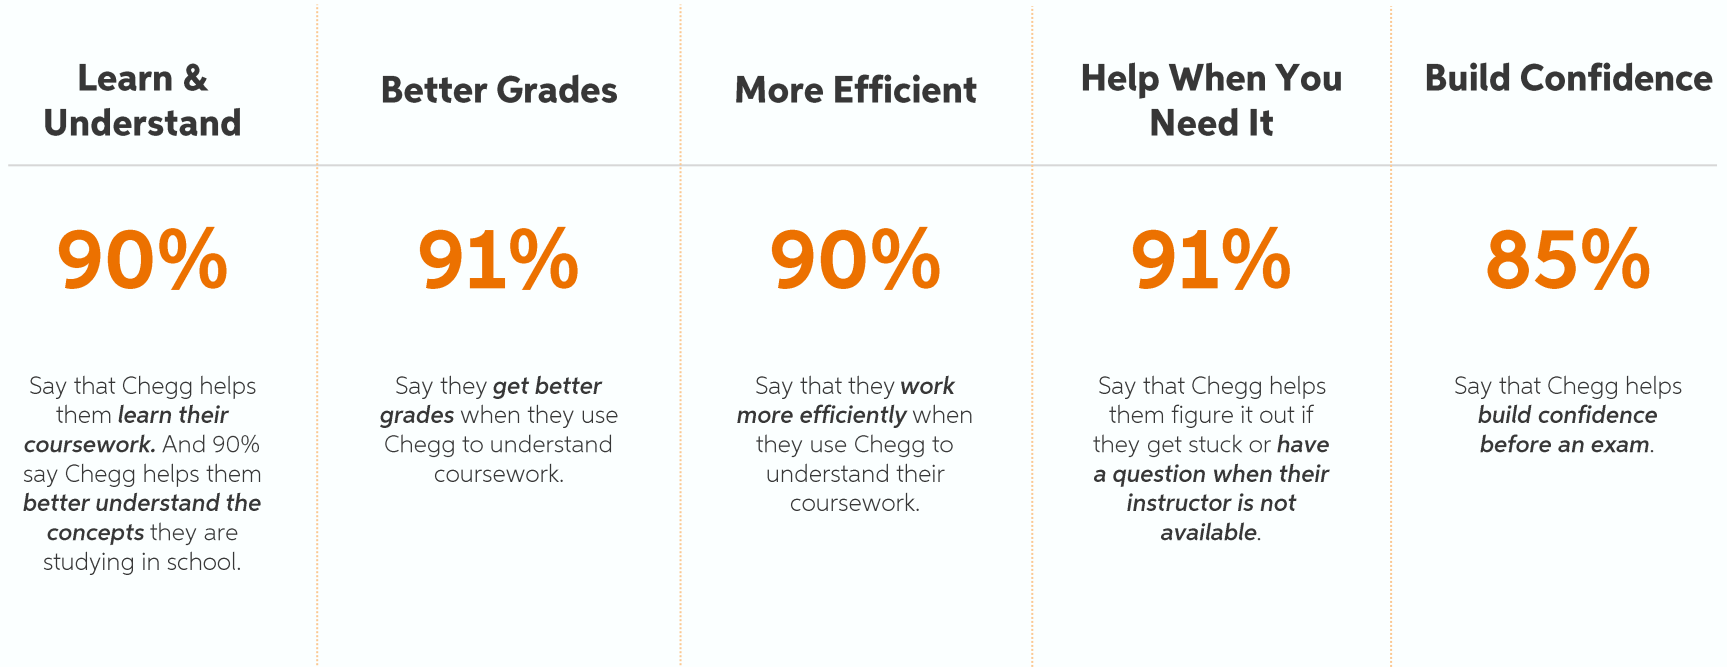 Learn &
Understand
90%
Say that Chegg helps
them learn their
coursework. And 90%
say Chegg helps them
better understand the
concepts they are
studying in school.
Better Grades
91%
Say they get better
grades when they use
Chegg to understand
coursework.
More Efficient
90%
Say that they work
more efficiently when
they use Chegg to
understand their
coursework.
Help When You
Need It
91%
Say that Chegg helps
them figure it out if
they get stuck or have
a question when their
instructor is not
available.
Build Confidence
85%
Say that Chegg helps
build confidence
before an exam.